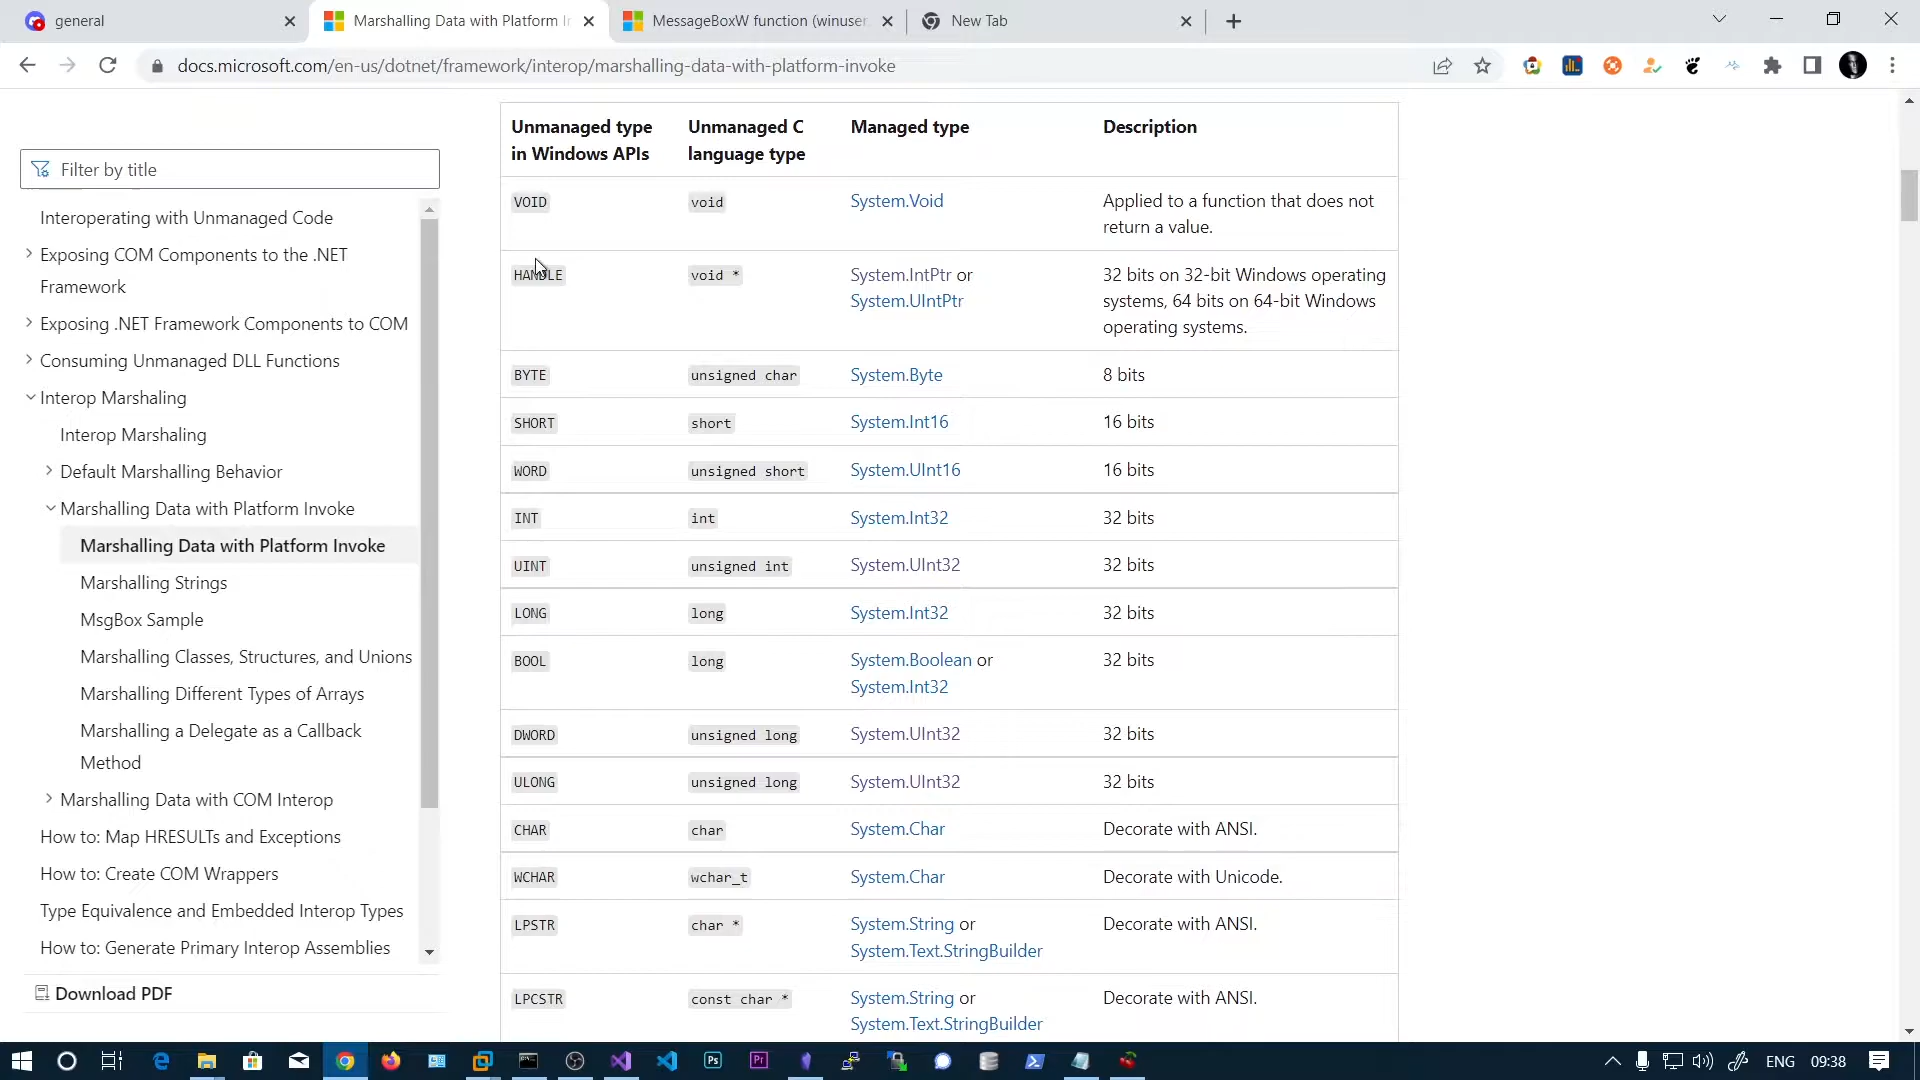 general
Marshalling Data with Platform I
MessageBoxW function (winuser.
New Tab
docs.microsoft.com/en-us/dotnet/framework/interop/marshalling-data-with-platform-invoke
Filter by title
Interoperating with Unmanaged Code
Exposing COM Components to the .NET
Framework
Exposing .NET Framework Components to COM
Consuming Unmanaged DLL Functions
Interop Marshaling
Interop Marshaling
Default Marshalling Behavior
Marshalling Data with Platform Invoke
Marshalling Data with Platform Invoke
Marshalling Strings
MsgBox Sample
Marshalling Classes, Structures, and Unions
Marshalling Different Types of Arrays
Marshalling a Delegate as a Callback
Method
Marshalling Data with COM Interop
How to: Map HRESULTs and Exceptions
How to: Create COM Wrappers
Type Equivalence and Embedded Interop Types
How to: Generate Primary Interop Assemblies
Download PDF
Unmanaged type Unmanaged C Managed type Description
in Windows APIs language type
VOID void System.Void Applied to a function that does not
return a value.
HANDLE void * System.IntPtr or 32 bits on 32-bit Windows operating
System.UIntPtr systems, 64 bits on 64-bit Windows
operating systems.
BYTE unsigned char System.Byte 8 bits
SHORT short System.Int16 16 bits
WORD unsigned short System.UInt16 16 bits
INT int System.Int32 32 bits
UINT unsigned int System.UInt32 32 bits
LONG long System.Int32 32 bits
BOOL long System.Boolean or 32 bits
System.Int32
DWORD unsigned long System.UInt32 32 bits
ULONG unsigned long System.UInt32 32 bits
CHAR char System.Char Decorate with ANSI.
WCHAR wchar_t System.Char Decorate with Unicode.
LPSTR char * System.String or Decorate with ANSI.
System.Text.StringBuilder
LPCSTR const char * System.String or Decorate with ANSI.
System.Text.StringBuilder
Ps
Pr
ENG 09:38